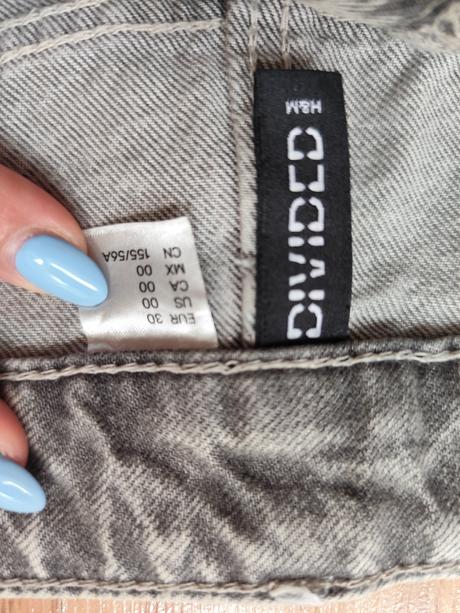 EUR 30
US 00
CA 00
MX 00
CN 155/56A
DIVIDED
H&M